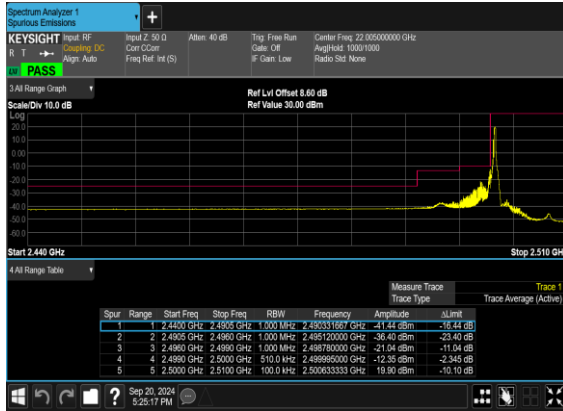 Spectrum Analyzer 1
Spurious Emissions
+
KEYSIGHT Input: RF Input Z: 50 Ω Atten: 40 dB Trig: Free Run Center Freq: 22.005000000 GHz
R T Coupling: DC Corr CCorr Gate: Off Avg|Hold: 1000/1000
Align: Auto Freq Ref: Int (S) IF Gain: Low Radio Std: None
PASS
3 All Range Graph Ref Lvl Offset 8.60 dB
Scale/Div 10.0 dB Ref Value 30.00 dBm
Log
20.0
10.0
0.00
-10.0
-20.0
-30.0
-40.0
-50.0
-60.0
Start 2.440 GHz Stop 2.510 GH
4 All Range Table
Measure Trace Trace 1
Trace Type Trace Average (Active)
Spur Range Start Freq Stop Freq RBW Frequency Amplitude ΔLimit
1 1 2.4400 GHz 2.4905 GHz 1.000 MHz 2.490331667 GHz -41.44 dBm -16.44 dB
2 2 2.4905 GHz 2.4960 GHz 1.000 MHz 2.495120000 GHz -36.40 dBm -23.40 dB
3 3 2.4960 GHz 2.4990 GHz 1.000 MHz 2.498780000 GHz -21.04 dBm -11.04 dB
4 4 2.4990 GHz 2.5000 GHz 510.0 kHz 2.499995000 GHz -12.35 dBm -2.345 dB
5 5 2.5000 GHz 2.5100 GHz 100.0 kHz 2.500633333 GHz 19.90 dBm -10.10 dB
? Sep 20, 2024
5:25:17 PM